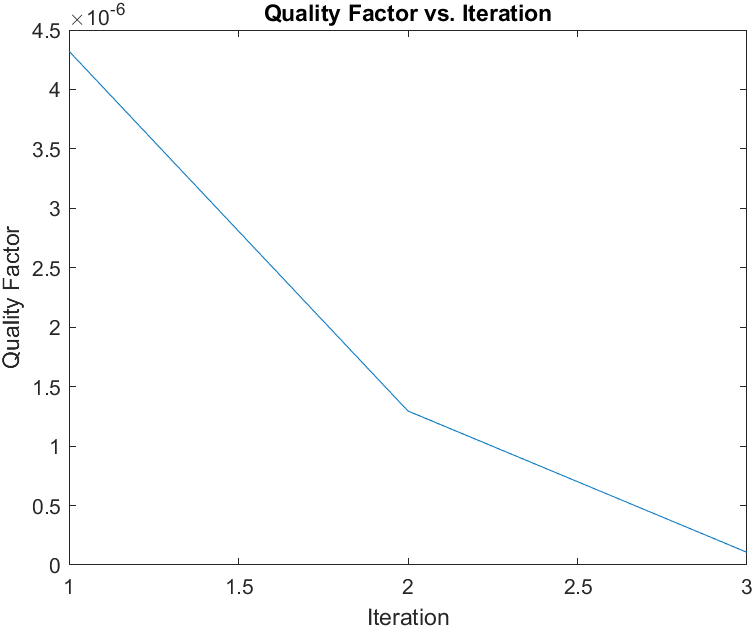 Quality Factor vs. Iteration
×10-6
4.5
4
3.5
3
2.5
2
1.5
1
0.5
0
Quality Factor
1 1.5 2 2.5 3
Iteration